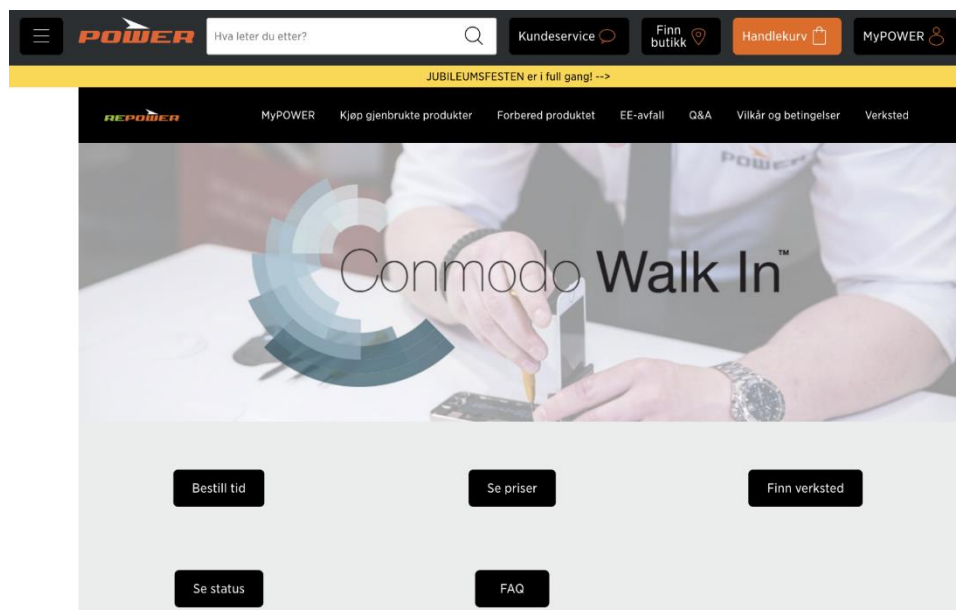 POWER
Hva leter du etter?
Kundeservice
Finn
butikk
Handlekurv
MyPOWER
JUBILEUMSFESTEN er i full gang! -->
REPOWER
MyPOWER
Kjøp gjenbrukte produkter
Forbered produktet
EE-avfall
Q&A
Vilkår og betingelser
Verksted
POWER
Conmodo Walk In™
Bestill tid
Se priser
Finn verksted
Se status
FAQ